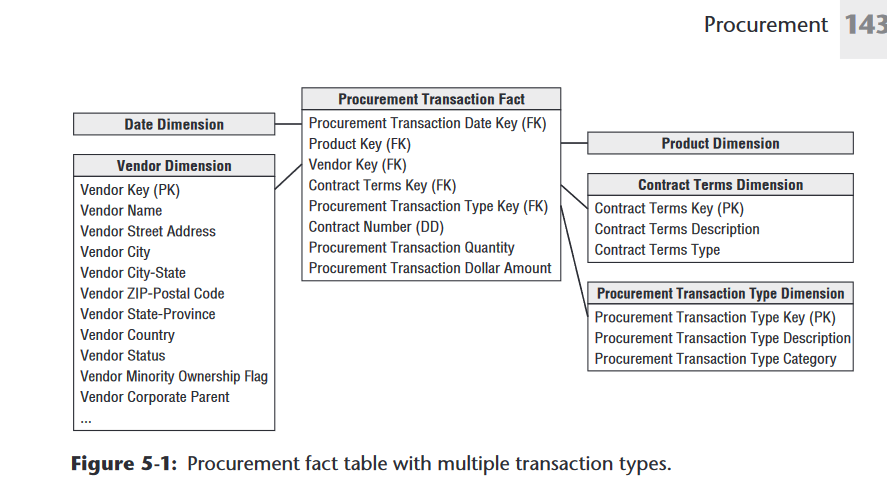 Procurement 143
Procurement Transaction Fact
Procurement Transaction Date Key (FK)
Product Key (FK)
Vendor Key (FK)
Contract Terms Key (FK)
Procurement Transaction Type Key (FK)
Contract Number (DD)
Procurement Transaction Quantity
Procurement Transaction Dollar Amount
Date Dimension
Vendor Dimension
Vendor Key (PK)
Vendor Name
Vendor Street Address
Vendor City
Vendor City-State
Vendor ZIP-Postal Code
Vendor State-Province
Vendor Country
Vendor Status
Vendor Minority Ownership Flag
Vendor Corporate Parent
...
Product Dimension
Contract Terms Dimension
Contract Terms Key (PK)
Contract Terms Description
Contract Terms Type
Procurement Transaction Type Dimension
Procurement Transaction Type Key (PK)
Procurement Transaction Type Description
Procurement Transaction Type Category
Figure 5-1: Procurement fact table with multiple transaction types.